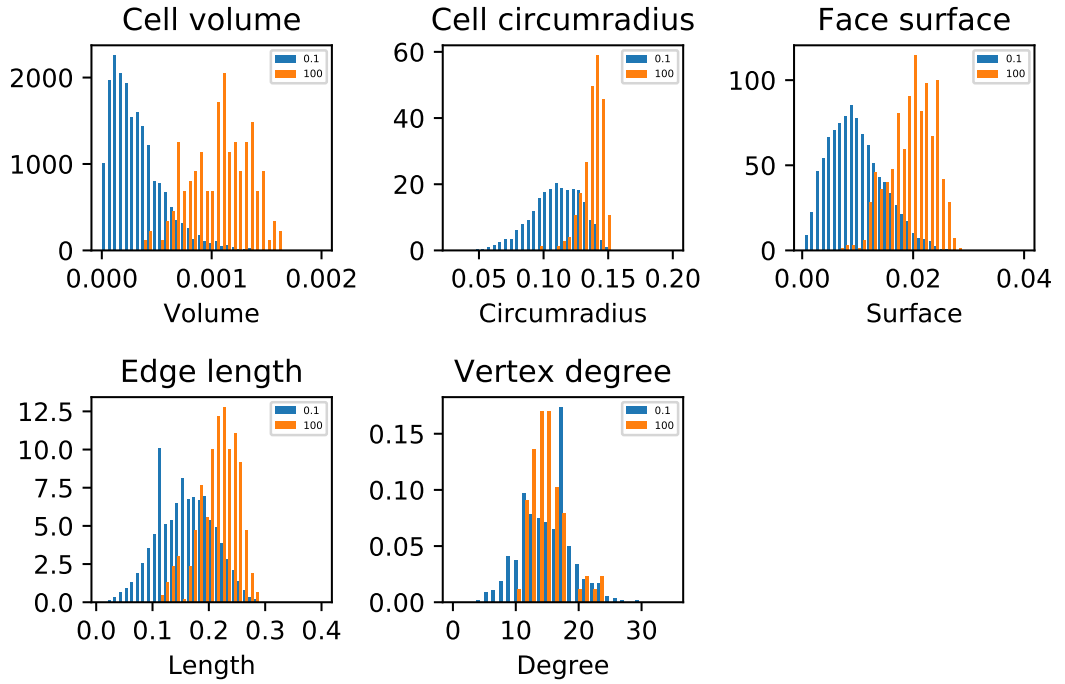 Cell volume
2000
1000
0
0.000 0.001 0.002
Volume
0.1
100
Cell circumradius
60
40
20
0
0.05 0.10 0.15 0.20
Circumradius
0.1
100
Face surface
100
50
0
0.00 0.02 0.04
Surface
0.1
100
Edge length
12.5
10.0
7.5
5.0
2.5
0.0
0.0 0.1 0.2 0.3 0.4
Length
0.1
100
Vertex degree
0.15
0.10
0.05
0.00
0 10 20 30
Degree
0.1
100